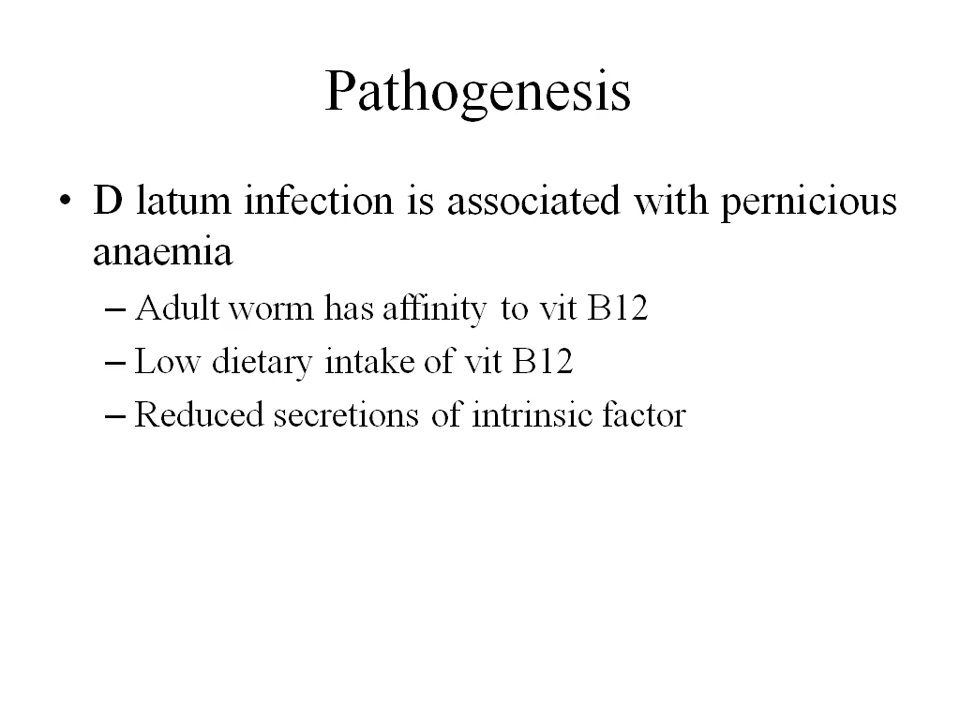 Pathogenesis
• D latum infection is associated with pernicious
anaemia
– Adult worm has affinity to vit B12
– Low dietary intake of vit B12
– Reduced secretions of intrinsic factor